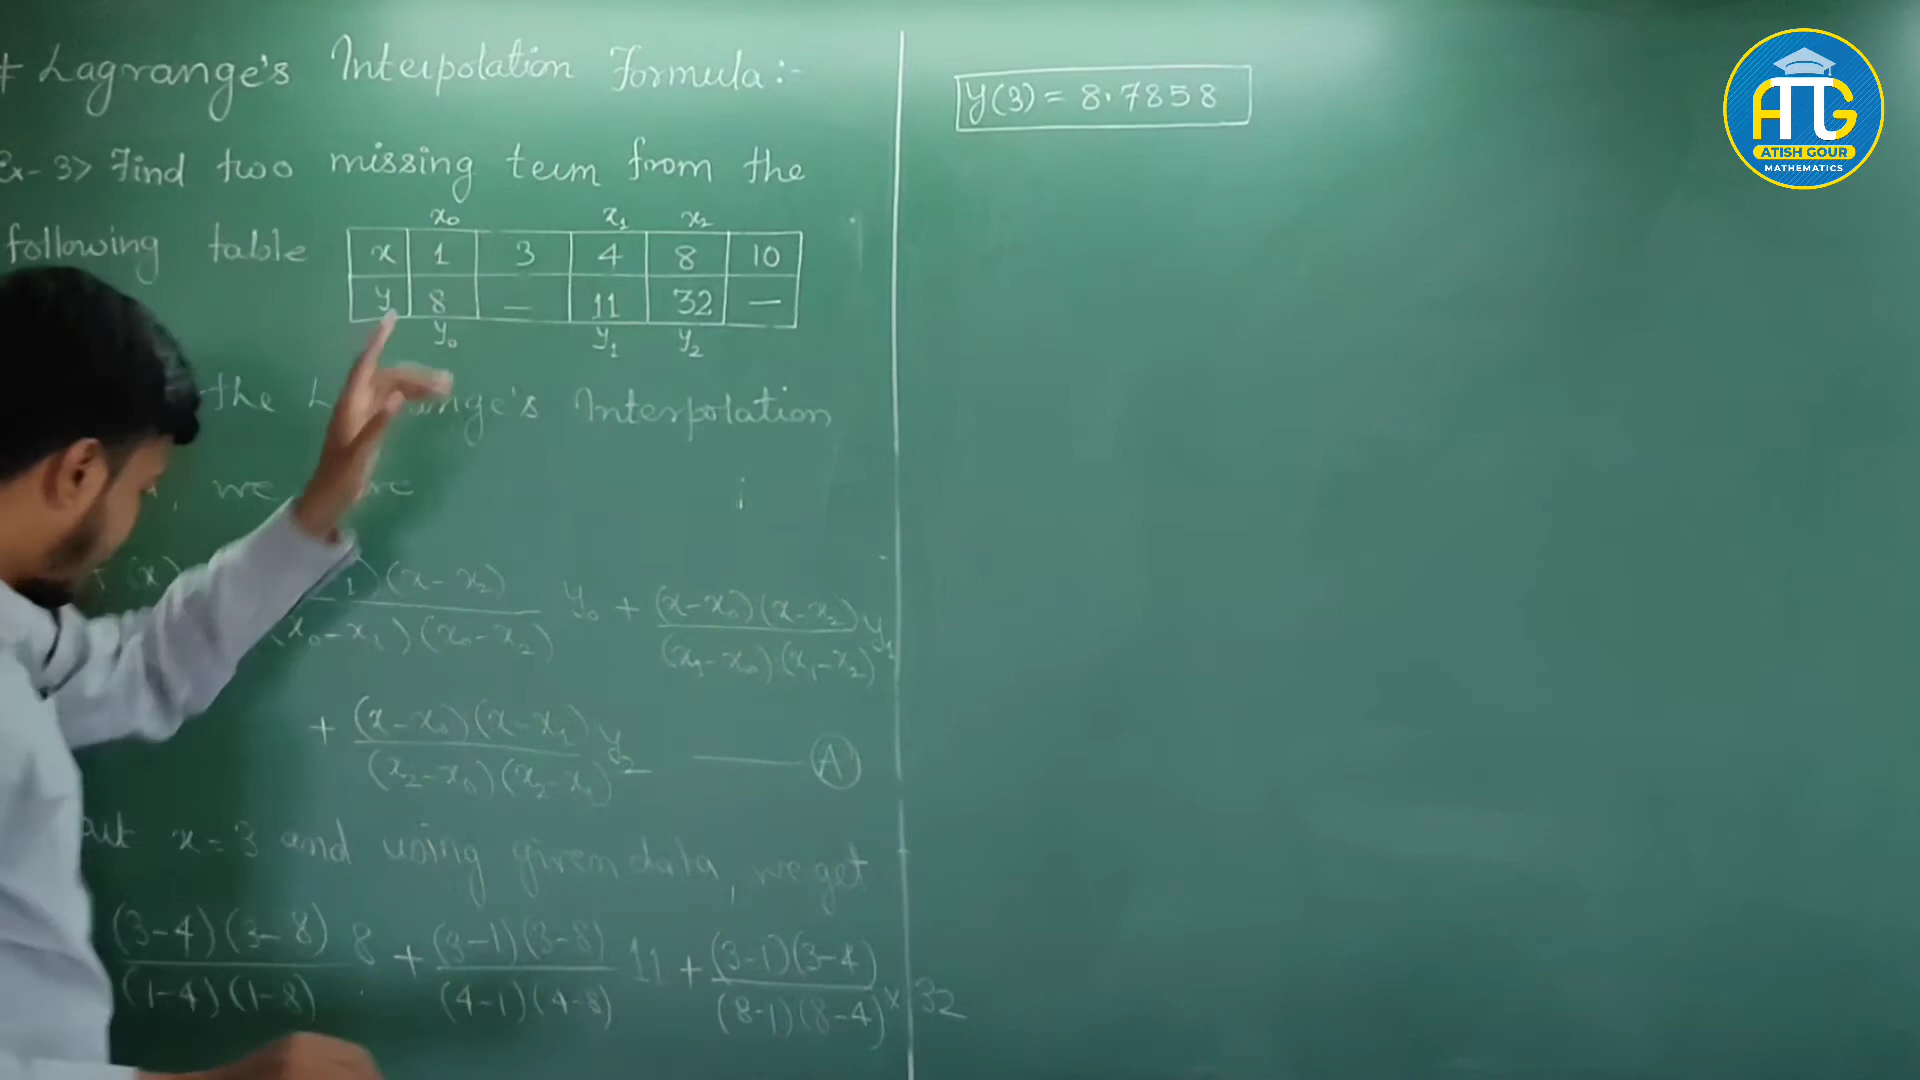 # Lagrange's Interpolation Formula:-
Ex-3> Find two missing term from the
following table
x₀ x₁ x₂
x 1 3 4 8 10
y 8 — 11 32 —
y₀ y₁ y₂
the Interpolation
, we
(x) (x-x₂) y₀ + (x-x₀)(x-x₂) y₁
(x₀-x₁)(x₀-x₂) (x₁-x₀)(x₁-x₂)
+ (x-x₀)(x-x₁) y₂ —— A
(x₂-x₀)(x₂-x₁)
put x=3 and using given data, we get
(3-4)(3-8) 8 + (3-1)(3-8) 11 + (3-1)(3-4) × 32
(1-4)(1-8) (4-1)(4-8) (8-1)(8-4)
y(3) = 8.7858
ATG
ATISH GOUR
MATHEMATICS